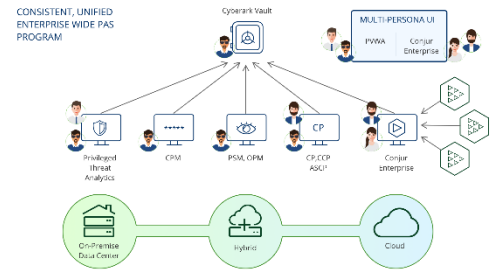 CONSISTENT, UNIFIED
ENTERPRISE WIDE PAS
PROGRAM
Cyberark Vault
MULTI-PERSONA UI
PVWA
Conjur
Enterprise
CP
Privileged
Threat
Analytics
CPM
PSM, OPM
CP,CCP
ASCP
Conjur
Enterprise
On-Premise
Data Center
Hybrid
Cloud